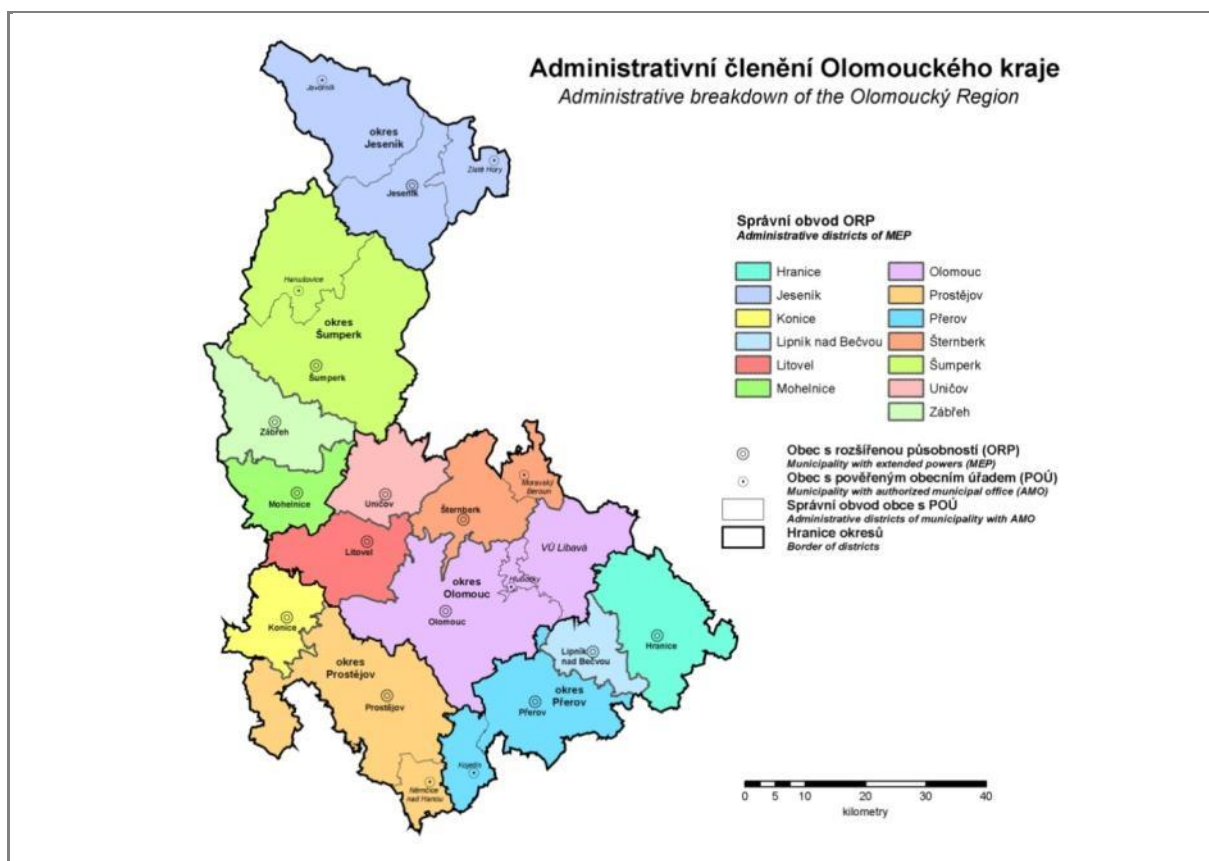 Administrativní členění Olomouckého kraje
Administrative breakdown of the Olomoucký Region
Javorník
okres
Jeseník
Zlaté Hory
Jeseník
Hanušovice
okres
Šumperk
Šumperk
Zábřeh
Mohelnice
Uničov
Šternberk
Moravský
Beroun
Litovel
VÚ Libavá
Hlubočky
okres
Olomouc
Olomouc
Konice
Hranice
Lipník
nad Bečvou
okres
Prostějov
Prostějov
okres
Přerov
Přerov
Kojetín
Němčice
nad Hanou
Správní obvod ORP
Administrative districts of MEP
Hranice
Jeseník
Konice
Lipník nad Bečvou
Litovel
Mohelnice
Olomouc
Prostějov
Přerov
Šternberk
Šumperk
Uničov
Zábřeh
Obec s rozšířenou působností (ORP)
Municipality with extended powers (MEP)
Obec s pověřeným obecním úřadem (POÚ)
Municipality with authorized municipal office (AMO)
Správní obvod obce s POÚ
Administrative districts of municipality with AMO
Hranice okresů
Border of districts
0 5 10 20 30 40
kilometry